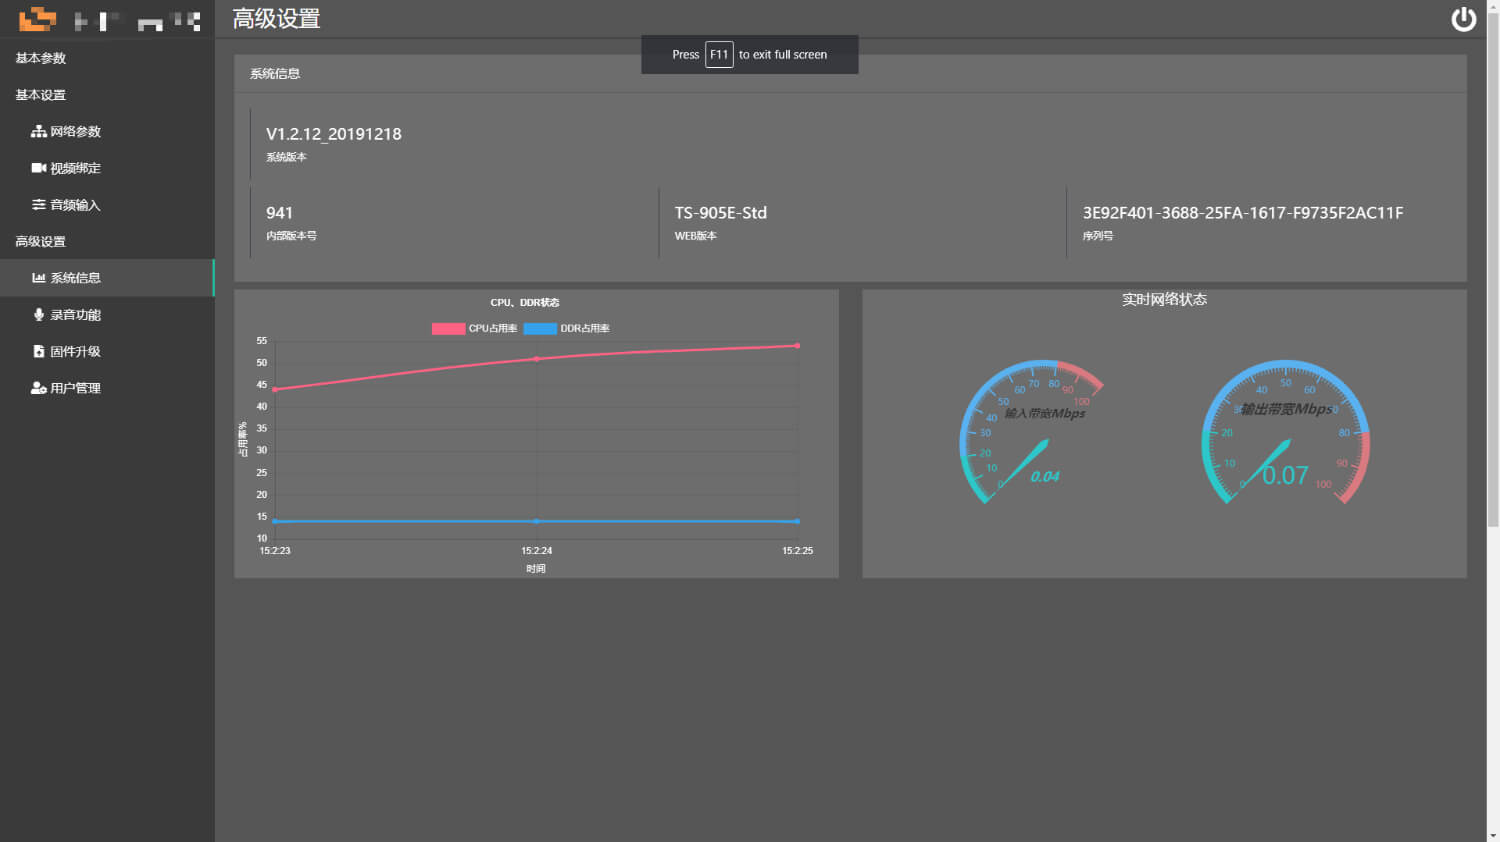 高级设置
Press F11 to exit full screen
基本参数
基本设置
网络参数
视频绑定
音频输入
高级设置
系统信息
录音功能
固件升级
用户管理
系统信息
V1.2.12_20191218
系统版本
941
内部版本号
TS-905E-Std
WEB版本
3E92F401-3688-25FA-1617-F9735F2AC11F
序列号
CPU、DDR状态
CPU占用率 DDR占用率
占用率%
55
50
45
40
35
30
25
20
15
10
15:2:23 15:2:24 15:2:25
时间
实时网络状态
0 10 20 30 40 50 60 70 80 90 100
输入带宽Mbps
0.04
0 10 20 40 50 60 80 90 100
输出带宽Mbps
0.07